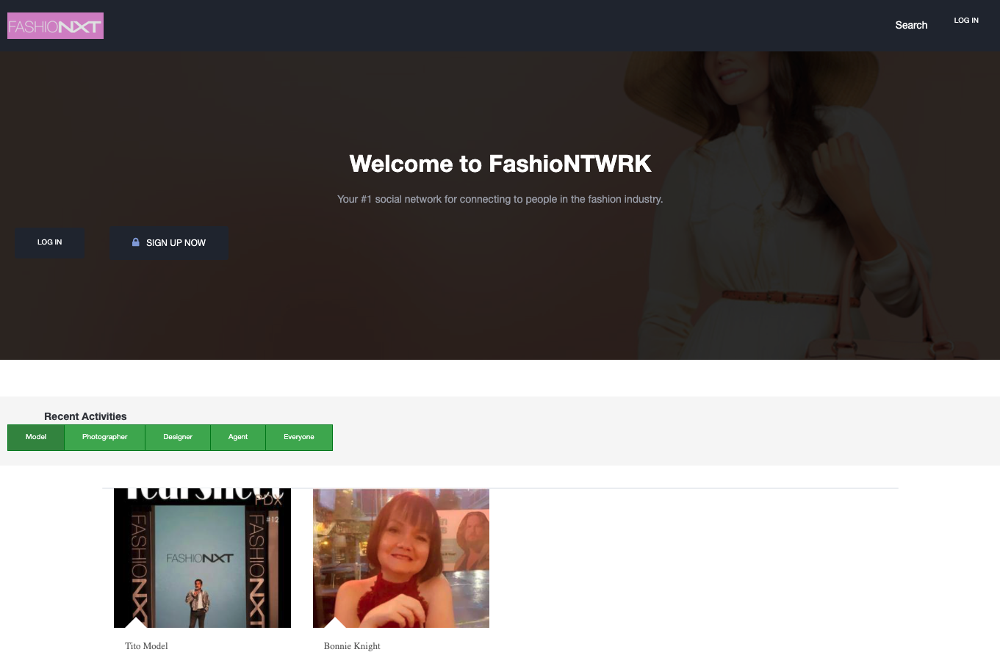 FASHIONXT
Search
LOG IN
Welcome to FashioNTWRK
Your #1 social network for connecting to people in the fashion industry.
LOG IN
SIGN UP NOW
Recent Activities
Model
Photographer
Designer
Agent
Everyone
PDX
#12
FASHIONXT
FASHIONXT
FASHIONXT
Tito Model
Bonnie Knight